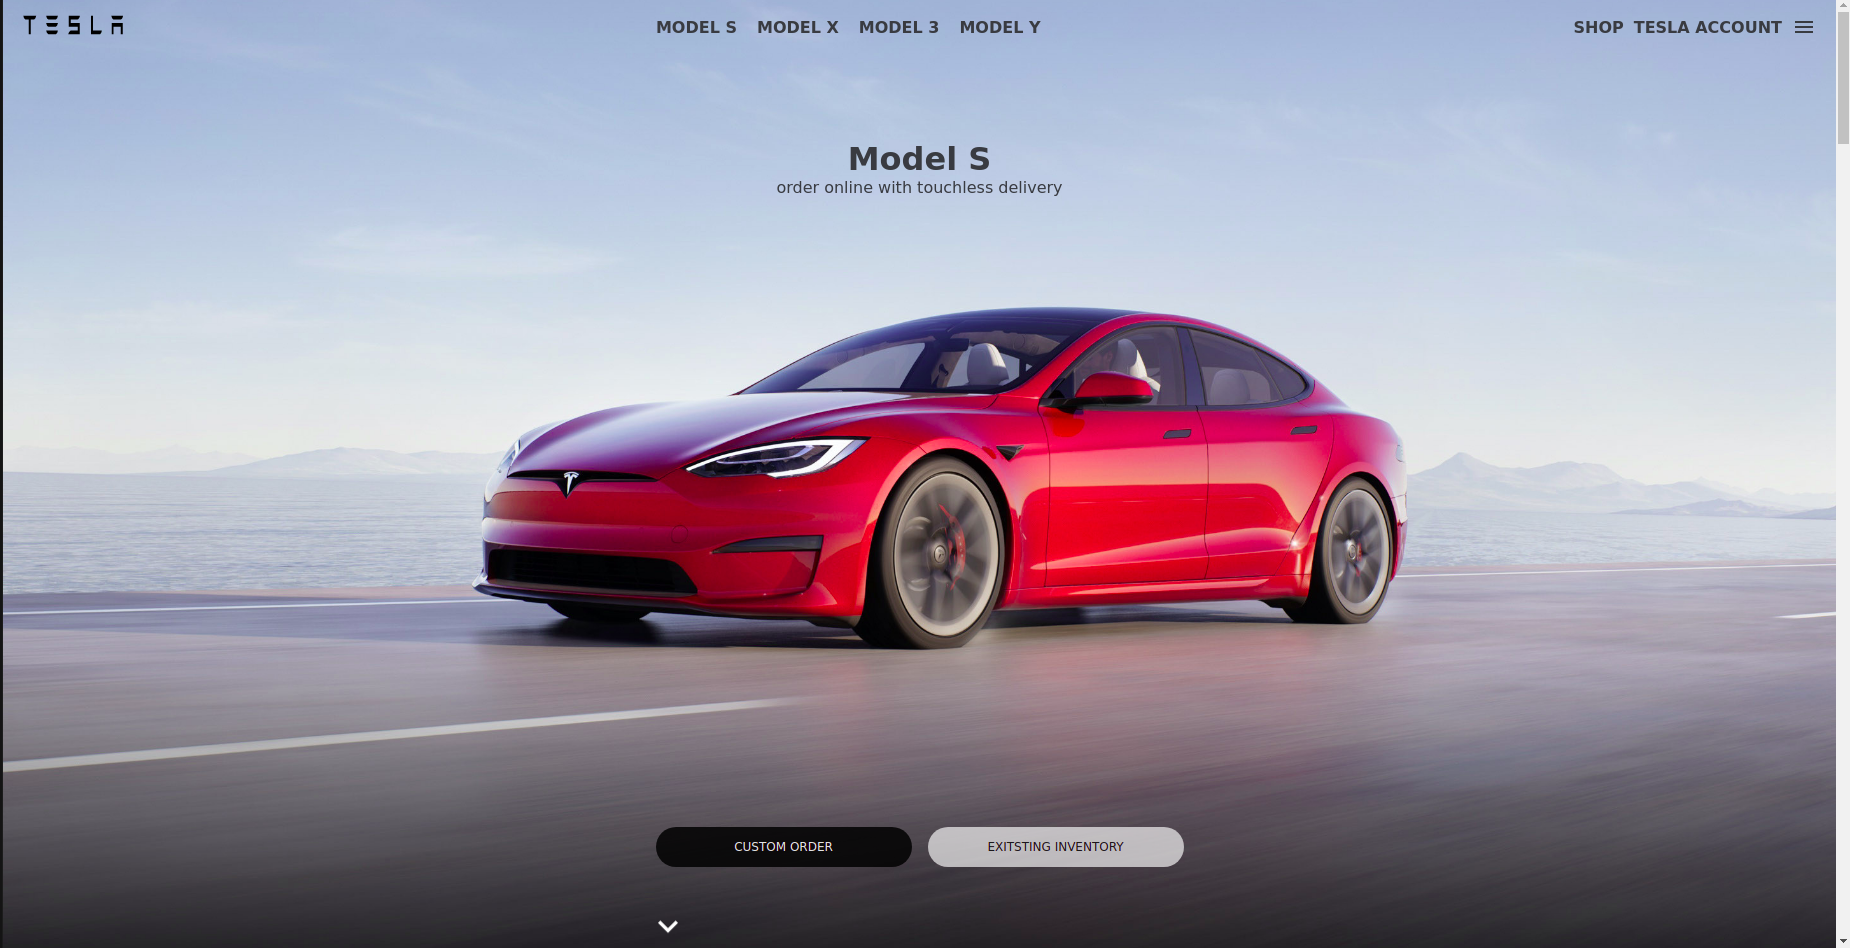 TESLA MODEL S MODEL X MODEL 3 MODEL Y SHOP TESLA ACCOUNT
Model S
order online with touchless delivery
CUSTOM ORDER EXITSTING INVENTORY